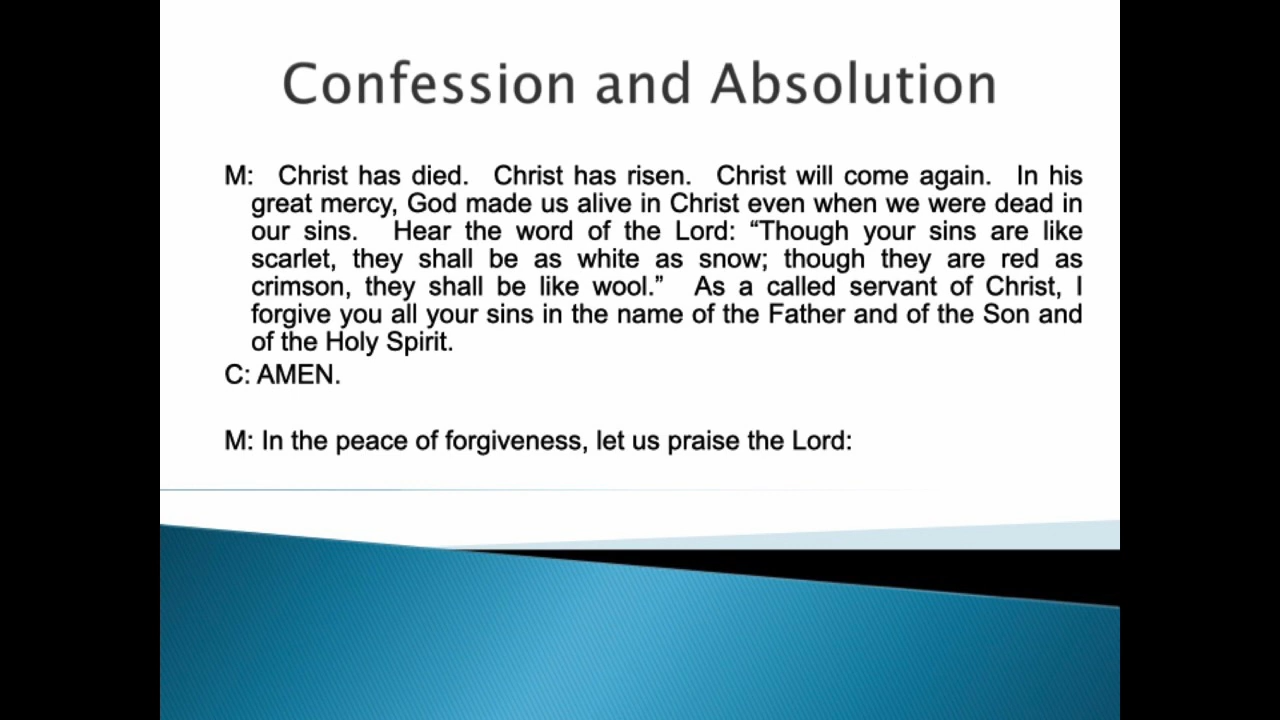 Confession and Absolution
M: Christ has died. Christ has risen. Christ will come again. In his
great mercy, God made us alive in Christ even when we were dead in
our sins. Hear the word of the Lord: “Though your sins are like
scarlet, they shall be as white as snow; though they are red as
crimson, they shall be like wool.” As a called servant of Christ, I
forgive you all your sins in the name of the Father and of the Son and
of the Holy Spirit.
C: AMEN.
M: In the peace of forgiveness, let us praise the Lord: